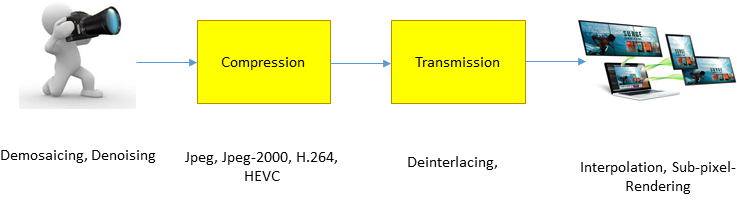 Compression
Transmission
Demosaicing, Denoising
Jpeg, Jpeg-2000, H.264,
HEVC
Deinterlacing,
Interpolation, Sub-pixel-
Rendering